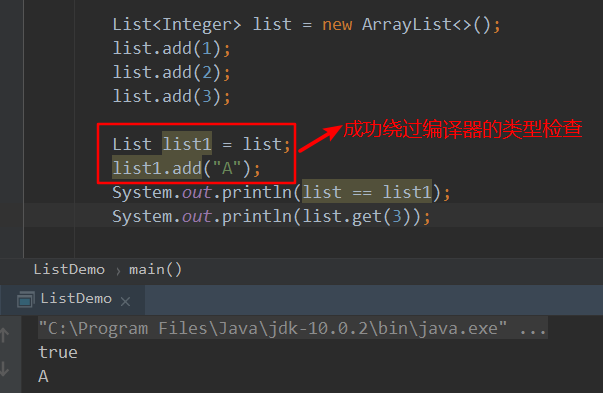 List<Integer> list = new ArrayList<>();
list.add(1);
list.add(2);
list.add(3);
List list1 = list;
成功绕过编译器的类型检查
list1.add("A");
System.out.println(list == list1);
System.out.println(list.get(3));
ListDemo › main()
ListDemo ×
"C:\Program Files\Java\jdk-10.0.2\bin\java.exe" ...
true
A